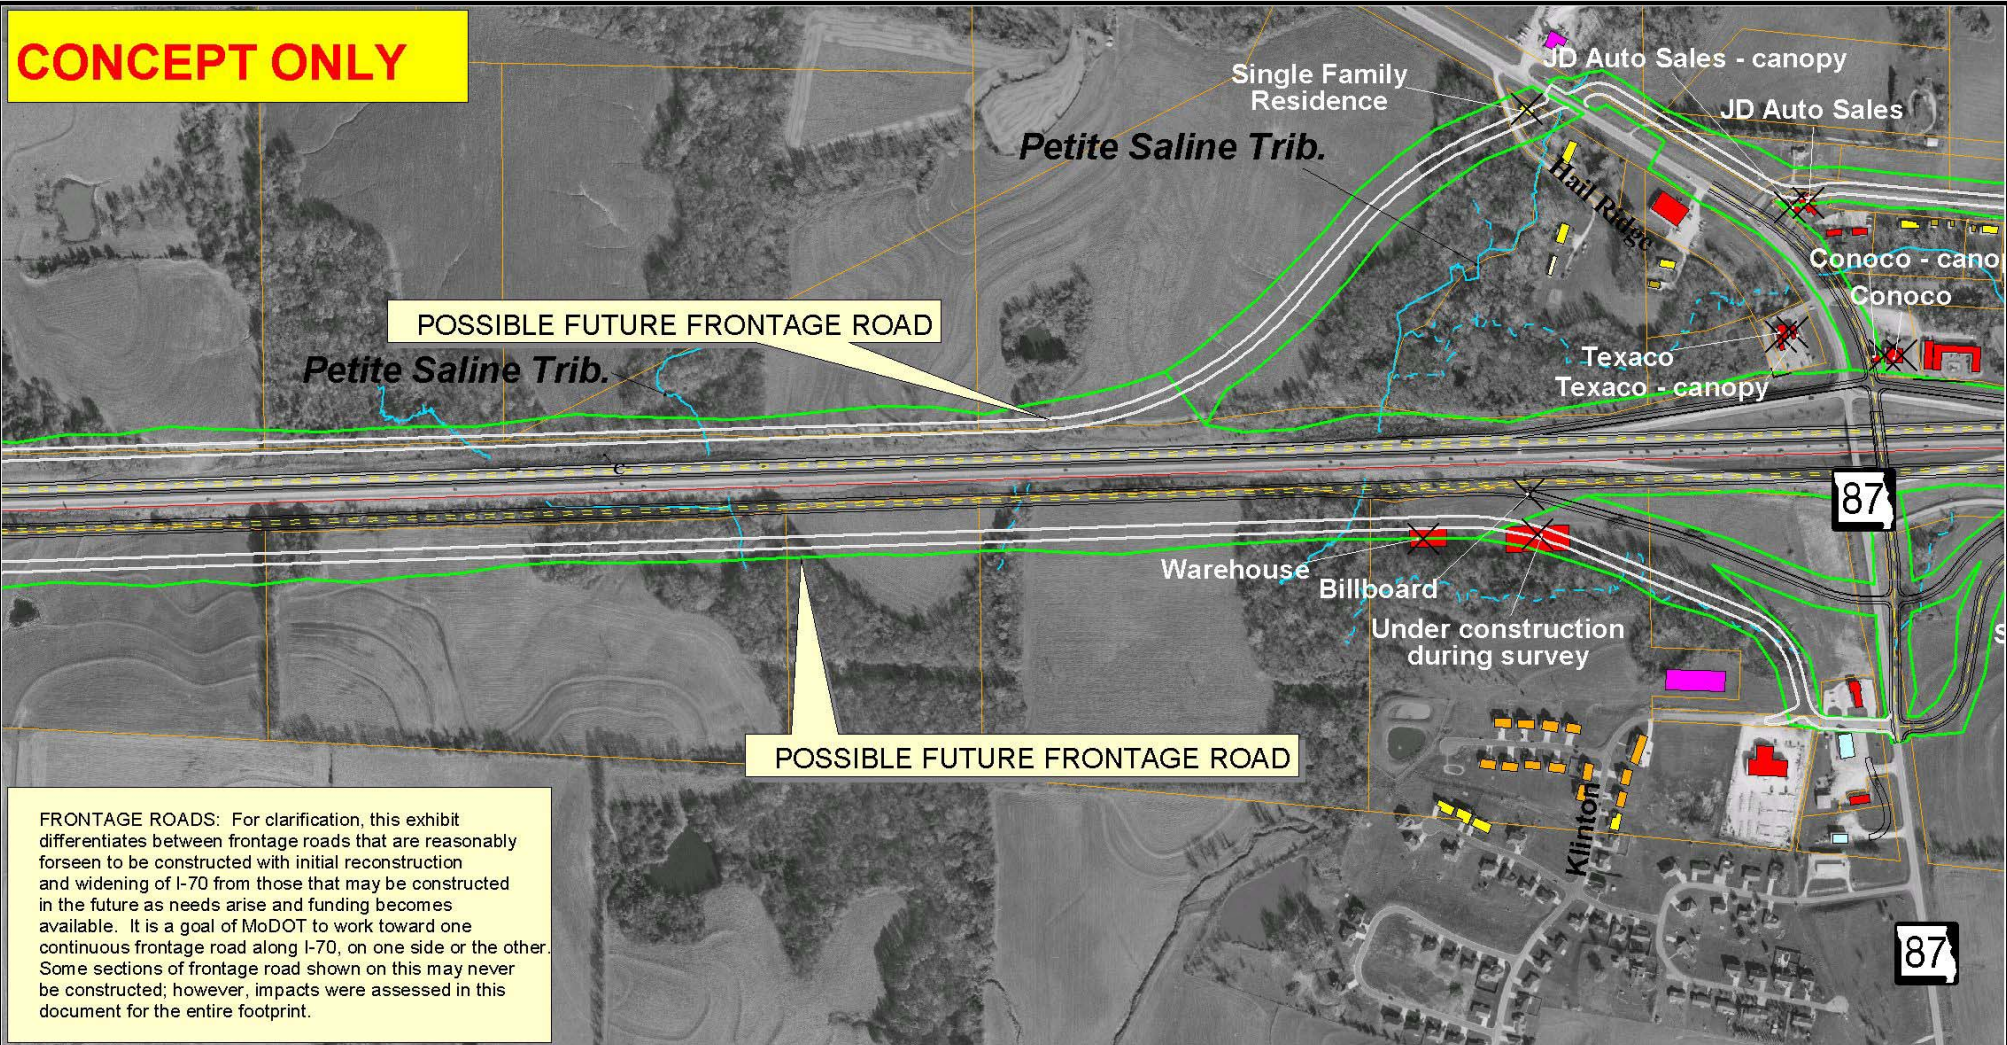 CONCEPT ONLY
JD Auto Sales - canopy
Single Family
Residence
JD Auto Sales
Petite Saline Trib.
Hail Ridge
Conoco - cano
Conoco
POSSIBLE FUTURE FRONTAGE ROAD
Texaco
Texaco - canopy
Petite Saline Trib.
C
87
Warehouse
Billboard
Under construction
during survey
S
POSSIBLE FUTURE FRONTAGE ROAD
Klinton
FRONTAGE ROADS: For clarification, this exhibit
differentiates between frontage roads that are reasonably
forseen to be constructed with initial reconstruction
and widening of I-70 from those that may be constructed
in the future as needs arise and funding becomes
available. It is a goal of MoDOT to work toward one
continuous frontage road along I-70, on one side or the other.
Some sections of frontage road shown on this may never
be constructed; however, impacts were assessed in this
document for the entire footprint.
87